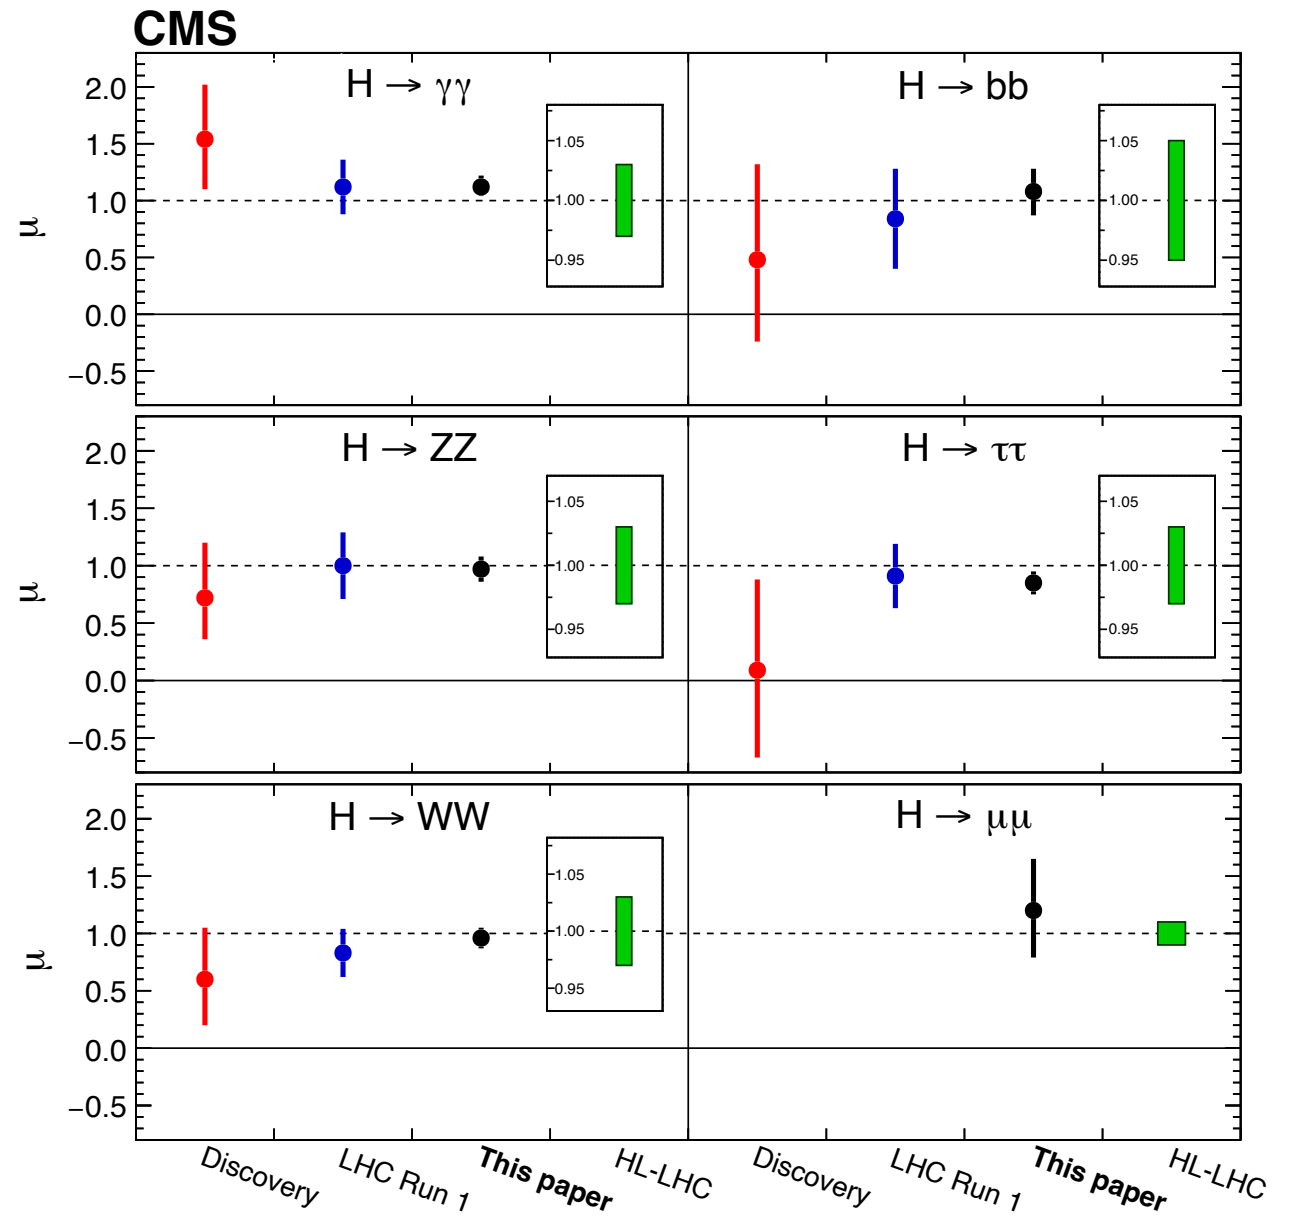 CMS
H → γγ
H → bb
2.0
1.5
1.0
0.5
0.0
−0.5
μ
1.05
1.00
0.95
1.05
1.00
0.95
H → ZZ
H → ττ
2.0
1.5
1.0
0.5
0.0
−0.5
μ
1.05
1.00
0.95
1.05
1.00
0.95
H → WW
H → μμ
2.0
1.5
1.0
0.5
0.0
−0.5
μ
1.05
1.00
0.95
Discovery
LHC Run 1
This paper
HL-LHC
Discovery
LHC Run 1
This paper
HL-LHC